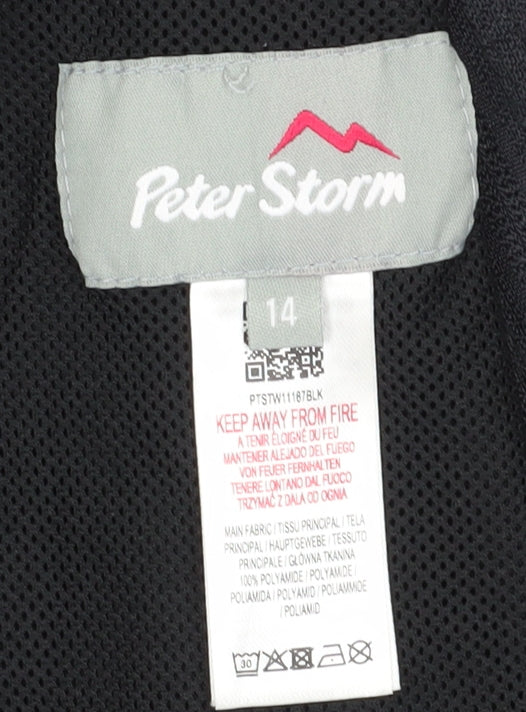 Peter Storm
14
PTSTW11187BLK
KEEP AWAY FROM FIRE
A TENIR ÉLOIGNÉ DU FEU
MANTENER ALEJADO DEL FUEGO
VON FEUER FERNHALTEN
TENERE LONTANO DAL FUOCO
TRZYMAĆ Z DALA OD OGNIA
MAIN FABRIC / TISSU PRINCIPAL / TELA
PRINCIPAL / HAUPTGEWEBE / TESSUTO
PRINCIPALE / GŁÓWNA TKANINA
100% POLYAMIDE / POLYAMIDE /
POLIAMIDA / POLYAMID / POLIAMMIDE
/ POLIAMID
30